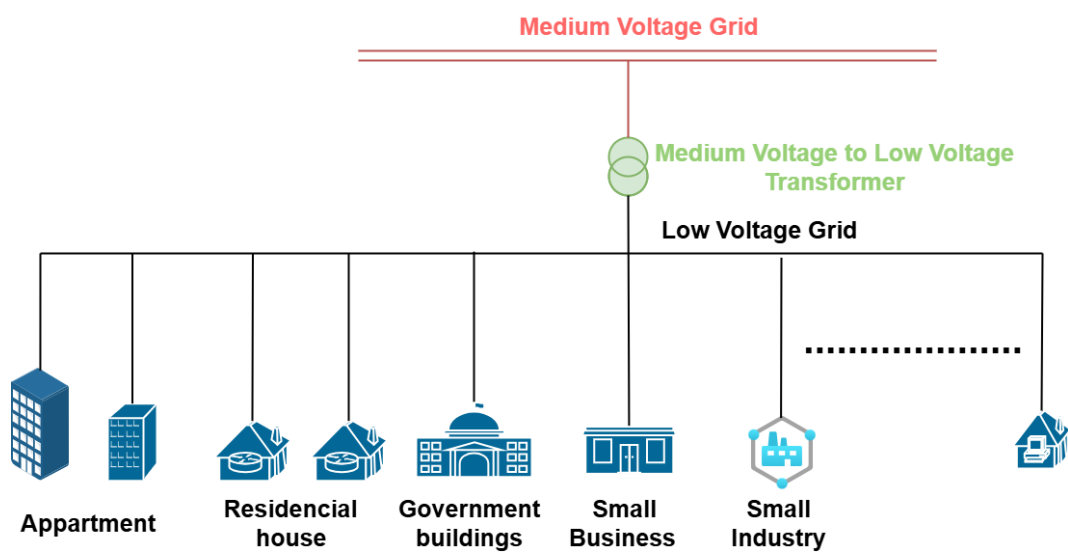 Medium Voltage Grid
Medium Voltage to Low Voltage
Transformer
Low Voltage Grid
Appartment
Residencial
house
Government
buildings
Small
Business
Small
Industry